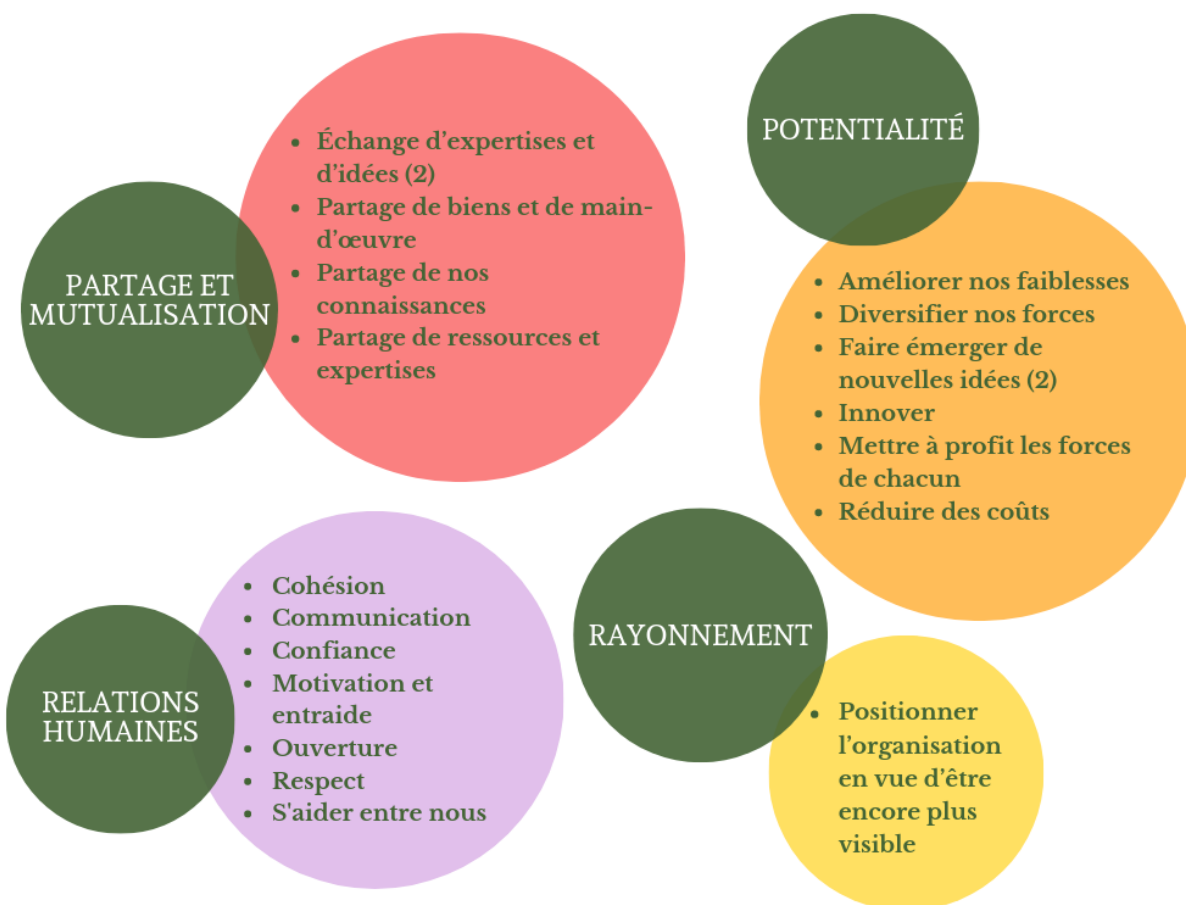 PARTAGE ET
MUTUALISATION
• Échange d’expertises et
d’idées (2)
• Partage de biens et de main-
d’œuvre
• Partage de nos
connaissances
• Partage de ressources et
expertises
POTENTIALITÉ
• Améliorer nos faiblesses
• Diversifier nos forces
• Faire émerger de
nouvelles idées (2)
• Innover
• Mettre à profit les forces
de chacun
• Réduire des coûts
RELATIONS
HUMAINES
• Cohésion
• Communication
• Confiance
• Motivation et
entraide
• Ouverture
• Respect
• S'aider entre nous
RAYONNEMENT
• Positionner
l’organisation
en vue d’être
encore plus
visible